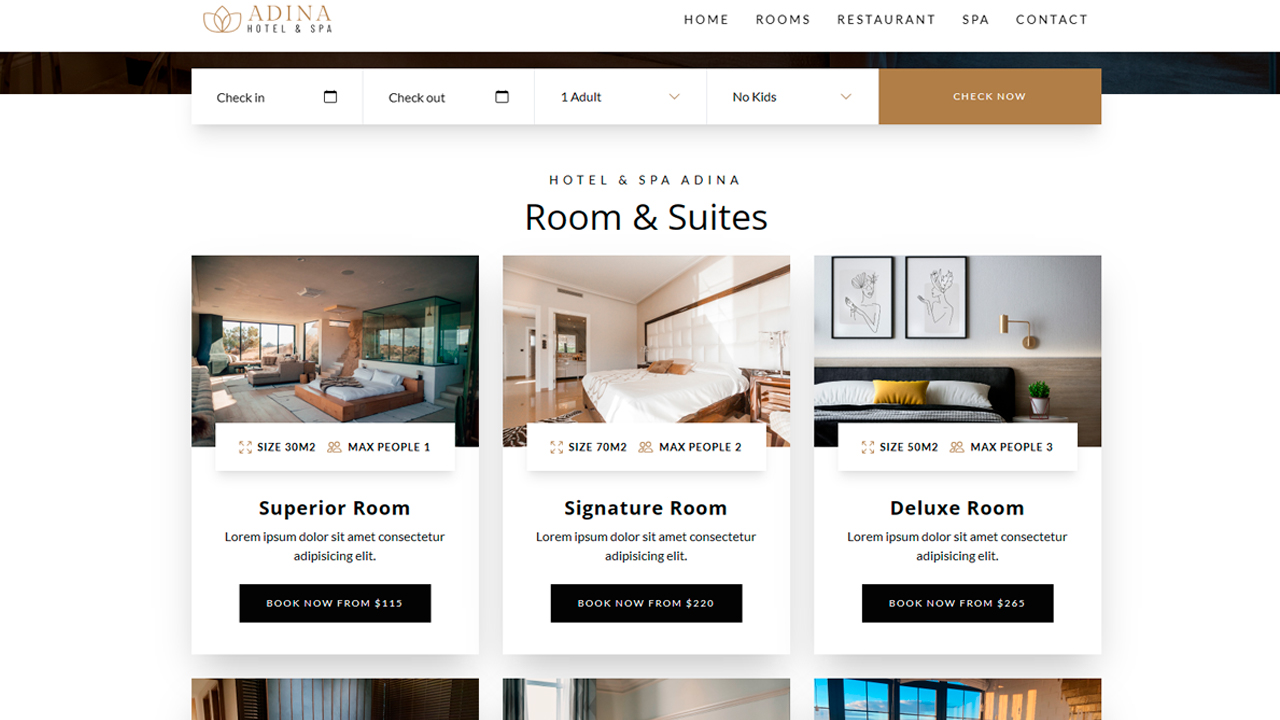 ADINA
HOTEL & SPA
HOME ROOMS RESTAURANT SPA CONTACT
Check in Check out 1 Adult No Kids CHECK NOW
HOTEL & SPA ADINA
Room & Suites
SIZE 30M2 MAX PEOPLE 1
Superior Room
Lorem ipsum dolor sit amet consectetur
adipisicing elit.
BOOK NOW FROM $115
SIZE 70M2 MAX PEOPLE 2
Signature Room
Lorem ipsum dolor sit amet consectetur
adipisicing elit.
BOOK NOW FROM $220
SIZE 50M2 MAX PEOPLE 3
Deluxe Room
Lorem ipsum dolor sit amet consectetur
adipisicing elit.
BOOK NOW FROM $265